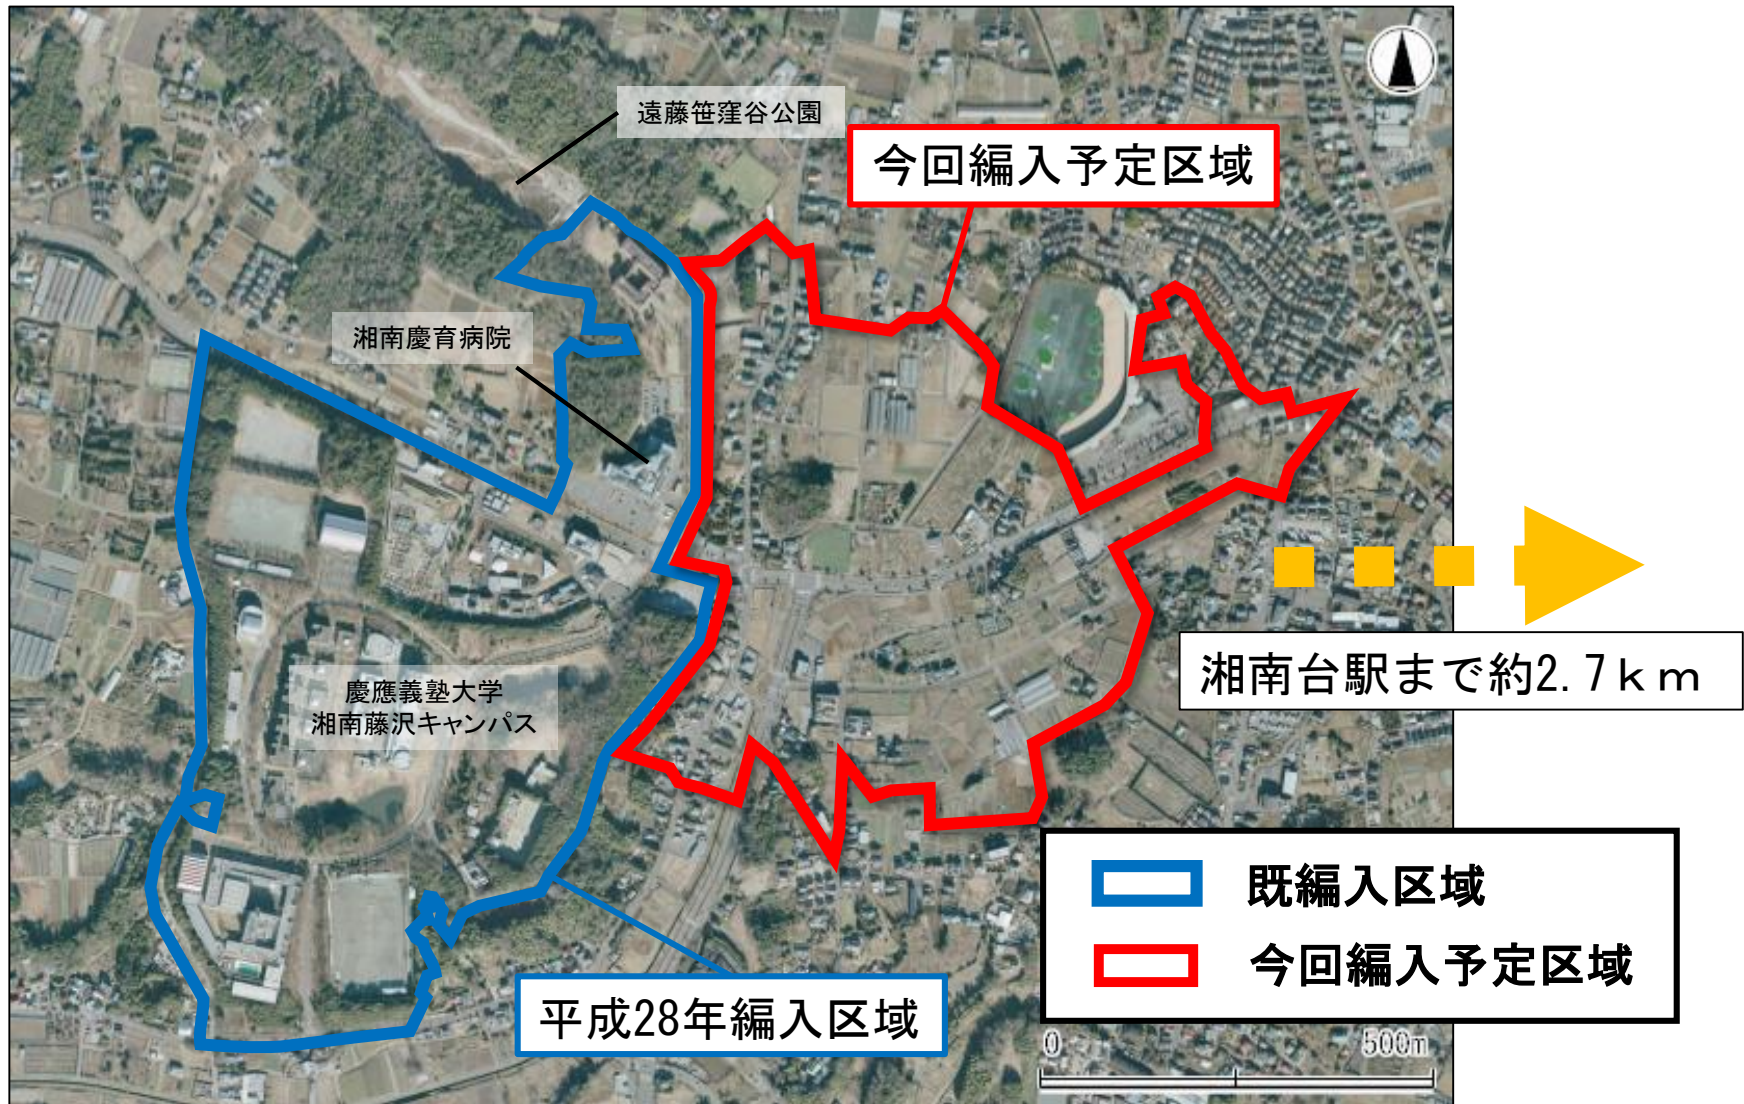 遠藤笹窪谷公園
今回編入予定区域
湘南慶育病院
湘南台駅まで約2.7ｋｍ
慶應義塾大学
湘南藤沢キャンパス
既編入区域
今回編入予定区域
平成28年編入区域
0 500m